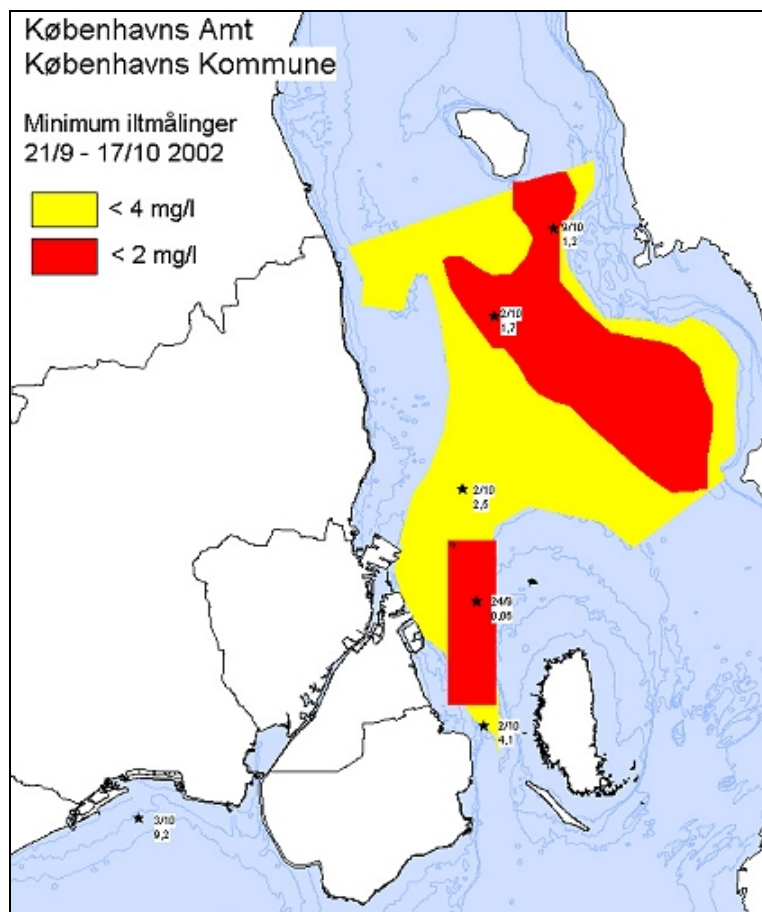 Københavns Amt
Københavns Kommune
Minimum iltmålinger
21/9 - 17/10 2002
< 4 mg/l
< 2 mg/l
9/10
1,2
2/10
1,7
2/10
2,5
24/9
0,05
2/10
4,1
3/10
9,2